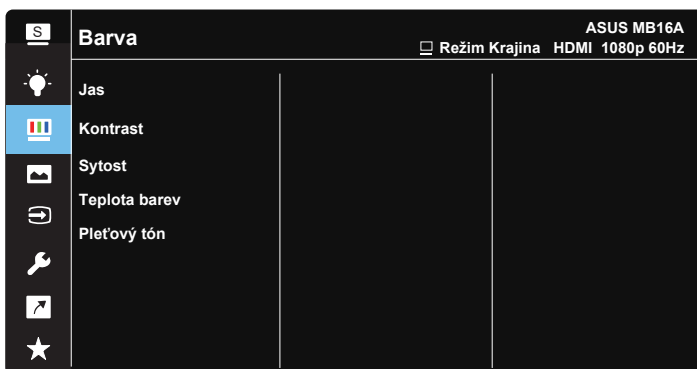 S
Barva
ASUS MB16A
Režim Krajina HDMI 1080p 60Hz
Jas
Kontrast
Sytost
Teplota barev
Pleťový tón